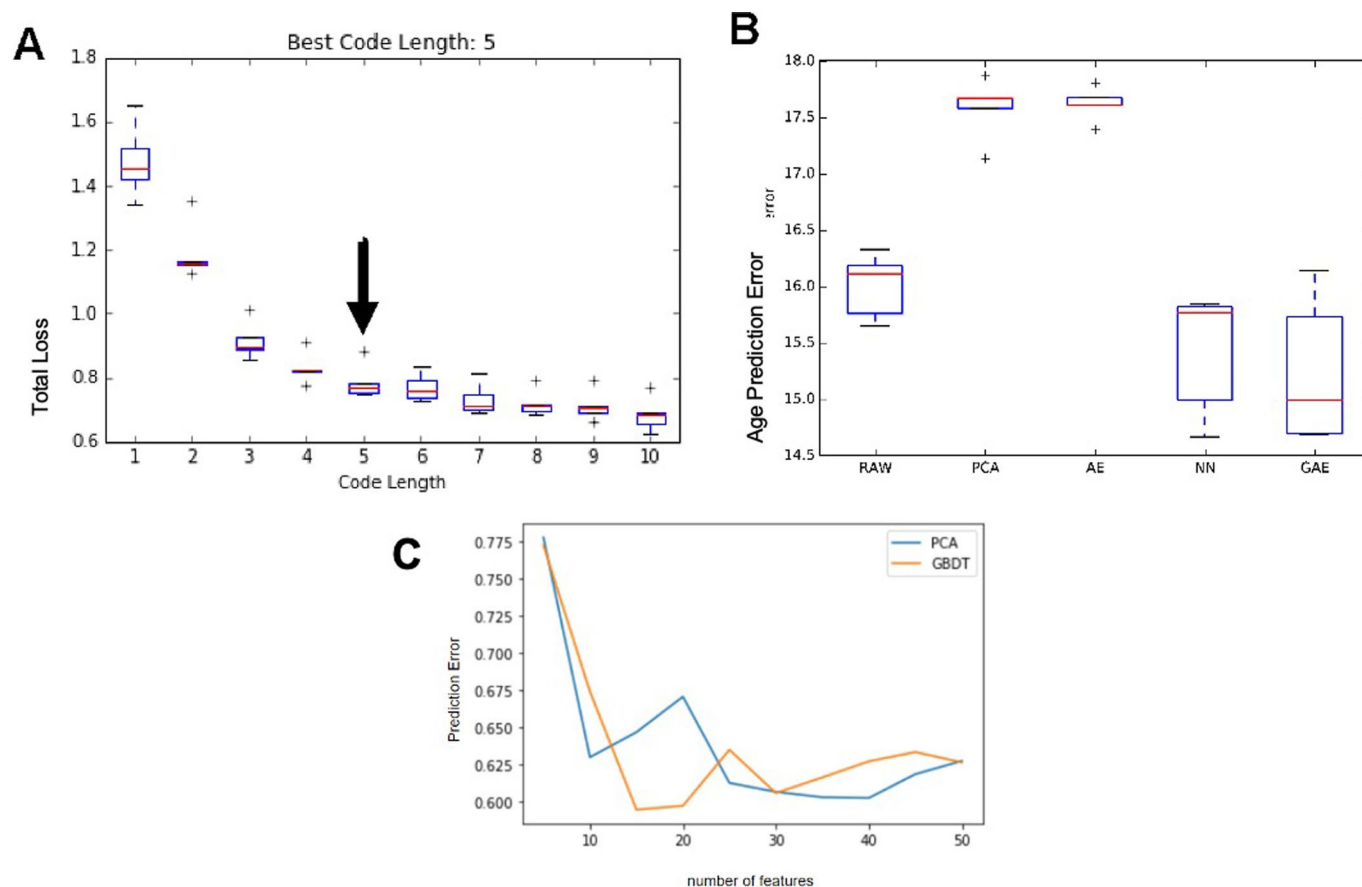 A
Best Code Length: 5
1.8
1.6
1.4
1.2
1.0
0.8
0.6
Total Loss
1 2 3 4 5 6 7 8 9 10
Code Length
B
18.0
17.5
17.0
16.5
16.0
15.5
15.0
14.5
error
Age Prediction Error
RAW PCA AE NN GAE
C
0.775
0.750
0.725
0.700
0.675
0.650
0.625
0.600
Prediction Error
PCA
GBDT
10 20 30 40 50
number of features